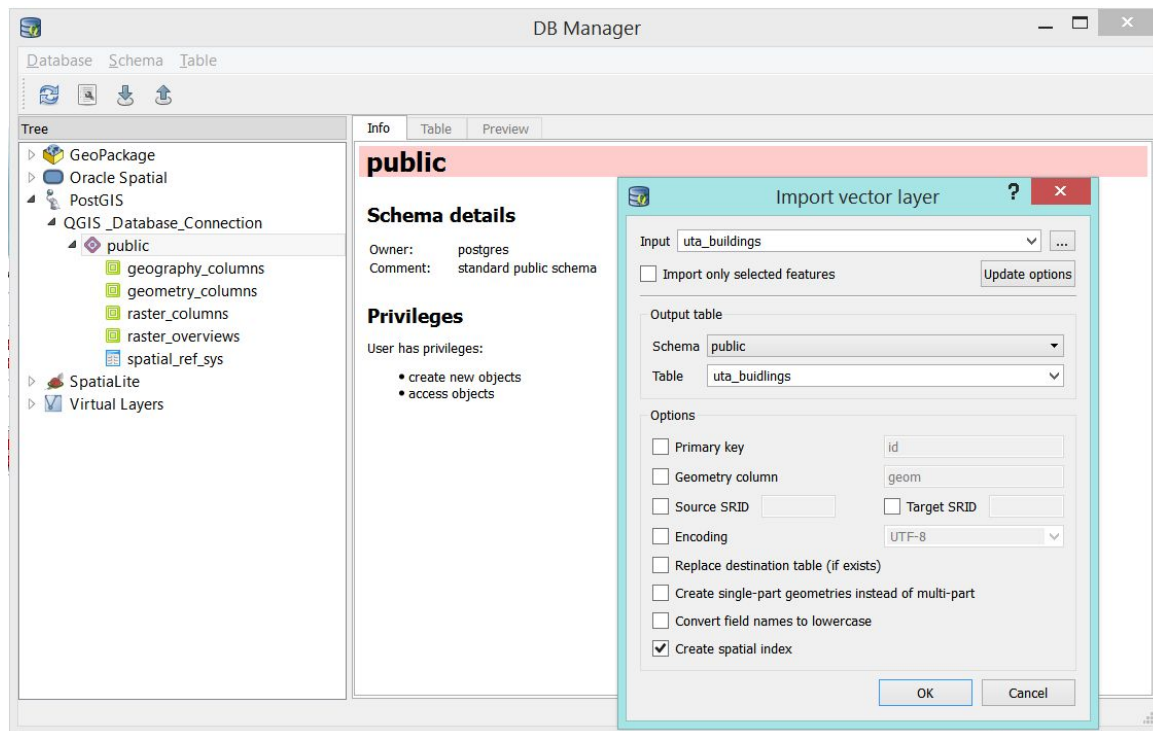 DB Manager
Database Schema Table
Tree
GeoPackage
Oracle Spatial
PostGIS
QGIS _Database_Connection
public
geography_columns
geometry_columns
raster_columns
raster_overviews
spatial_ref_sys
SpatiaLite
Virtual Layers
Info Table Preview
public
Schema details
Owner: postgres
Comment: standard public schema
Privileges
User has privileges:
• create new objects
• access objects
Import vector layer ?
Input uta_buildings ...
Import only selected features Update options
Output table
Schema public
Table uta_buidlings
Options
Primary key id
Geometry column geom
Source SRID Target SRID
Encoding UTF-8
Replace destination table (if exists)
Create single-part geometries instead of multi-part
Convert field names to lowercase
Create spatial index
OK Cancel